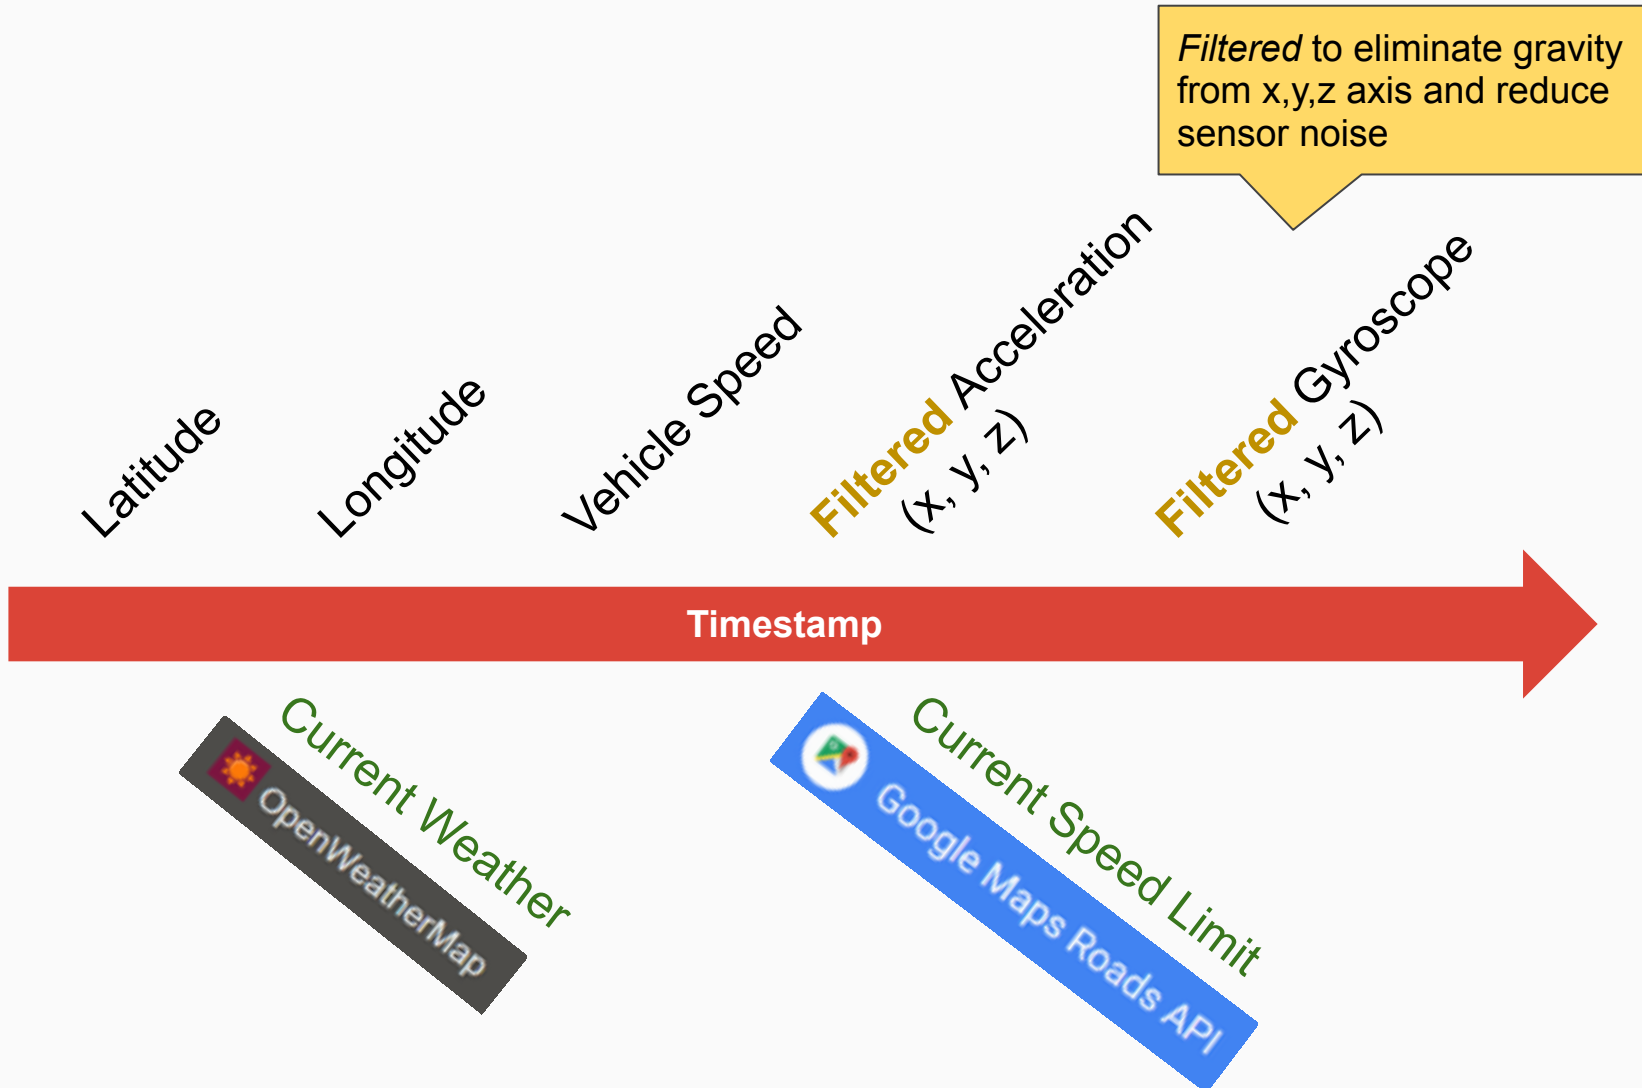 Filtered to eliminate gravity
from x,y,z axis and reduce
sensor noise
Latitude
Longitude
Vehicle Speed
Filtered Acceleration
(x, y, z)
Filtered Gyroscope
(x, y, z)
Timestamp
Current Weather
OpenWeatherMap
Current Speed Limit
Google Maps Roads API